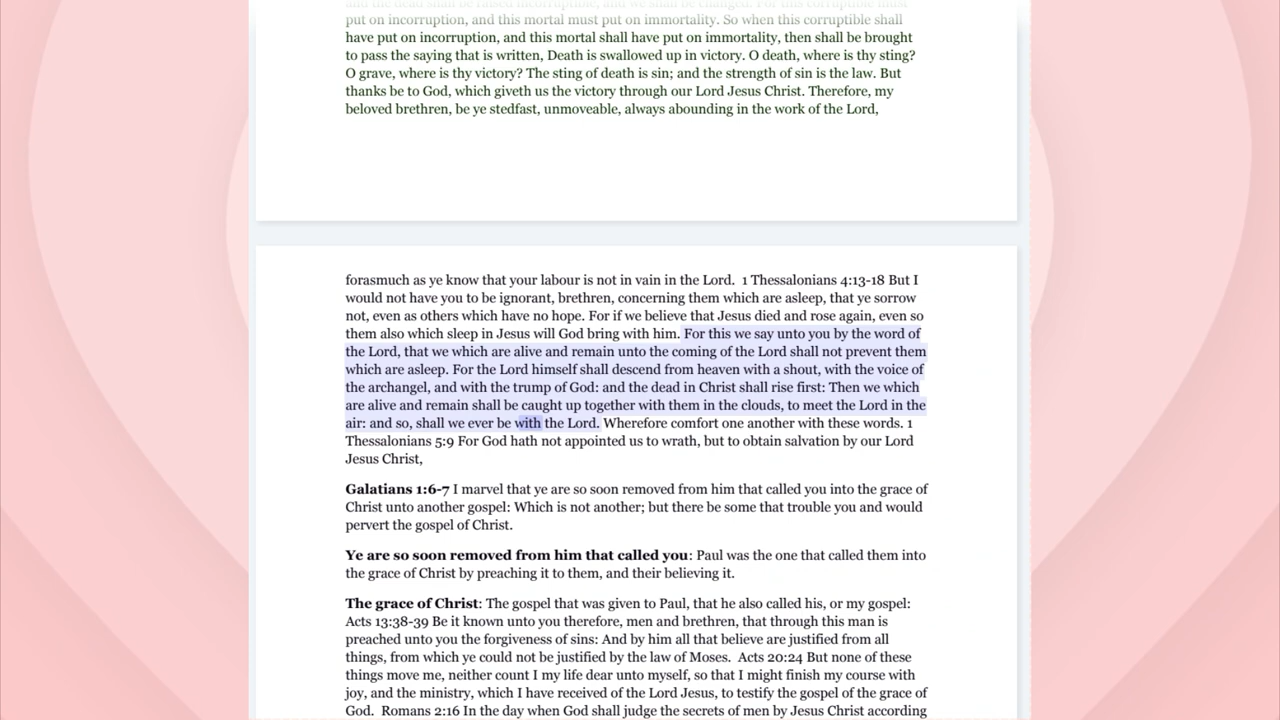 and the dead shall be raised incorruptible, and we shall be changed. For this corruptible must
put on incorruption, and this mortal must put on immortality. So when this corruptible shall
have put on incorruption, and this mortal shall have put on immortality, then shall be brought
to pass the saying that is written, Death is swallowed up in victory. O death, where is thy sting?
O grave, where is thy victory? The sting of death is sin; and the strength of sin is the law. But
thanks be to God, which giveth us the victory through our Lord Jesus Christ. Therefore, my
beloved brethren, be ye stedfast, unmoveable, always abounding in the work of the Lord,
forasmuch as ye know that your labour is not in vain in the Lord.  1 Thessalonians 4:13-18 But I
would not have you to be ignorant, brethren, concerning them which are asleep, that ye sorrow
not, even as others which have no hope. For if we believe that Jesus died and rose again, even so
them also which sleep in Jesus will God bring with him. For this we say unto you by the word of
the Lord, that we which are alive and remain unto the coming of the Lord shall not prevent them
which are asleep. For the Lord himself shall descend from heaven with a shout, with the voice of
the archangel, and with the trump of God: and the dead in Christ shall rise first: Then we which
are alive and remain shall be caught up together with them in the clouds, to meet the Lord in the
air: and so, shall we ever be with the Lord. Wherefore comfort one another with these words. 1
Thessalonians 5:9 For God hath not appointed us to wrath, but to obtain salvation by our Lord
Jesus Christ,
Galatians 1:6-7 I marvel that ye are so soon removed from him that called you into the grace of
Christ unto another gospel: Which is not another; but there be some that trouble you and would
pervert the gospel of Christ.
Ye are so soon removed from him that called you: Paul was the one that called them into
the grace of Christ by preaching it to them, and their believing it.
The grace of Christ: The gospel that was given to Paul, that he also called his, or my gospel:
Acts 13:38-39 Be it known unto you therefore, men and brethren, that through this man is
preached unto you the forgiveness of sins: And by him all that believe are justified from all
things, from which ye could not be justified by the law of Moses.  Acts 20:24 But none of these
things move me, neither count I my life dear unto myself, so that I might finish my course with
joy, and the ministry, which I have received of the Lord Jesus, to testify the gospel of the grace of
God.  Romans 2:16 In the day when God shall judge the secrets of men by Jesus Christ according